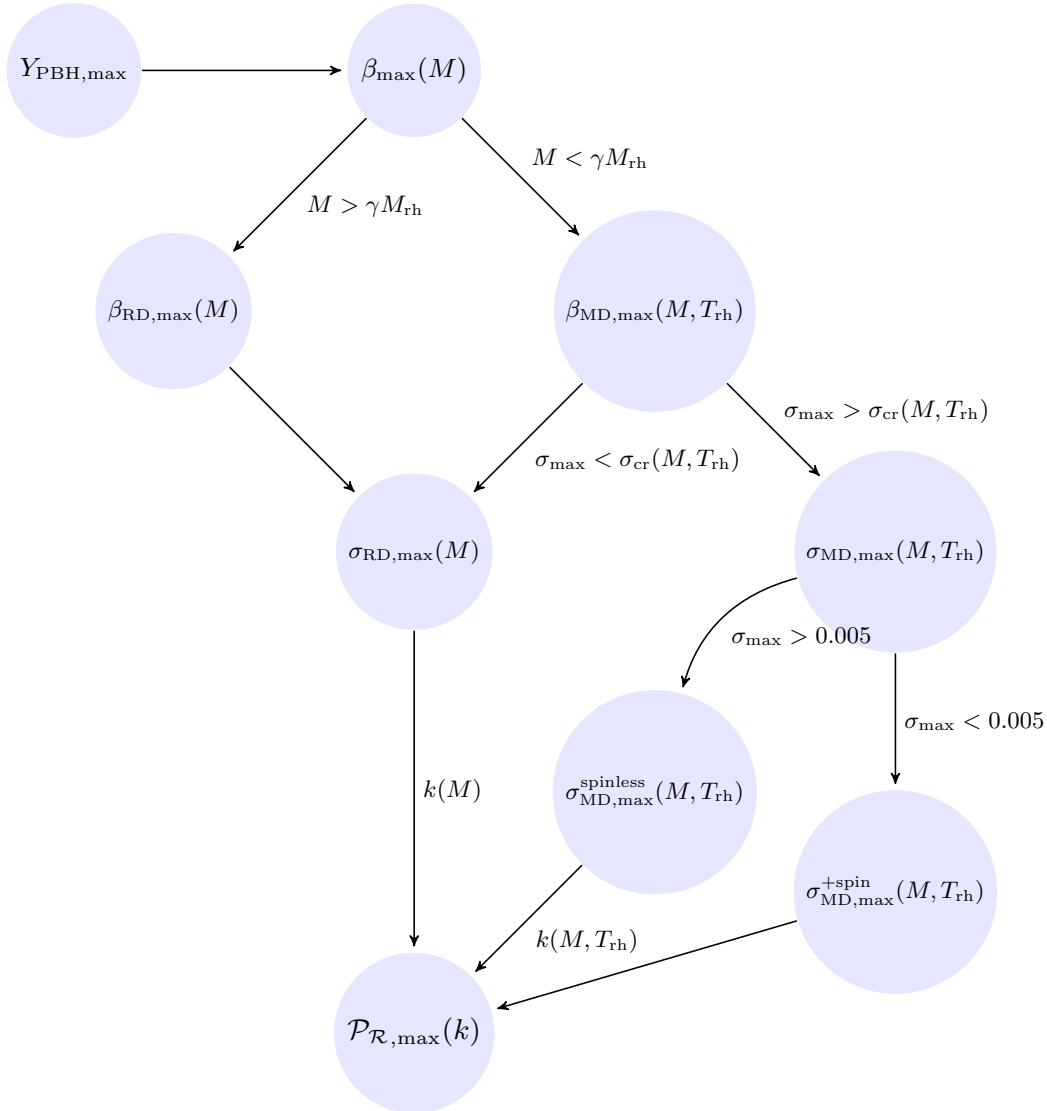 Y_{PBH,max}
β_{max}(M)
M < γM_{rh}
M > γM_{rh}
β_{RD,max}(M)
β_{MD,max}(M, T_{rh})
σ_{max} > σ_{cr}(M, T_{rh})
σ_{max} < σ_{cr}(M, T_{rh})
σ_{RD,max}(M)
σ_{MD,max}(M, T_{rh})
σ_{max} > 0.005
σ_{max} < 0.005
k(M)
σ^{spinless}_{MD,max}(M, T_{rh})
σ^{+spin}_{MD,max}(M, T_{rh})
k(M, T_{rh})
𝒫_{ℛ,max}(k)